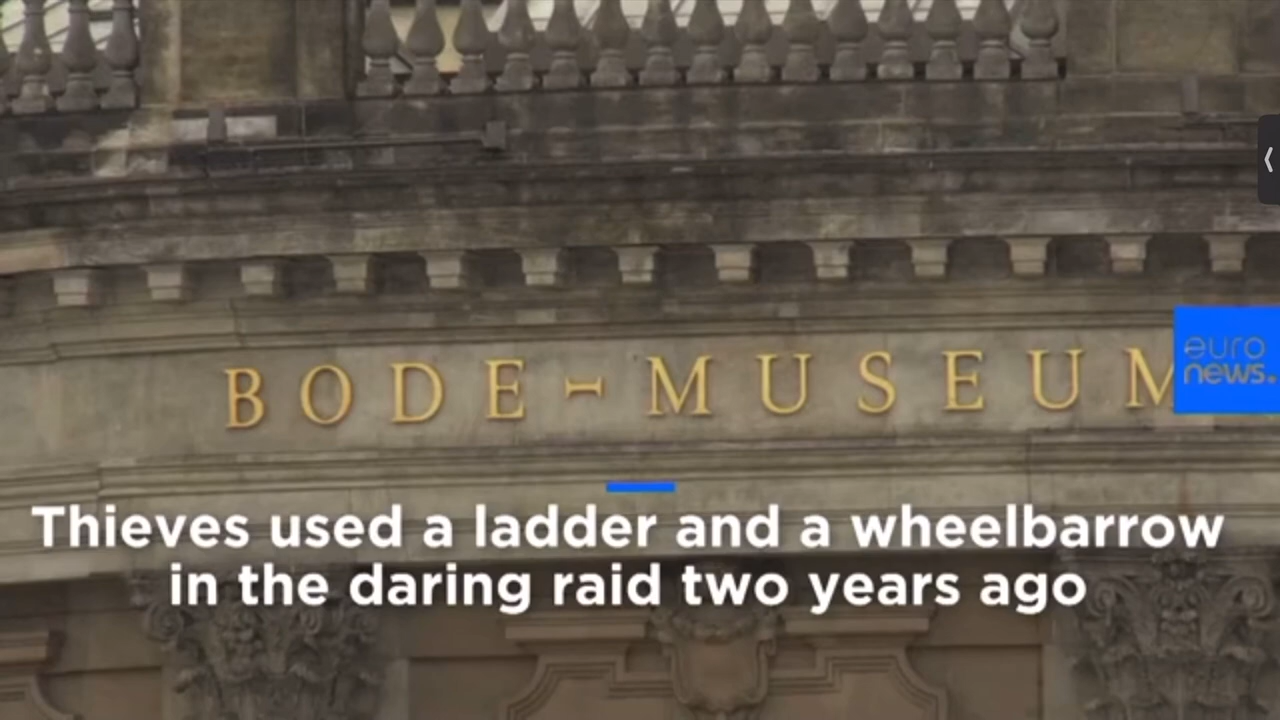 BODE-MUSEUM
euro
news.
Thieves used a ladder and a wheelbarrow
in the daring raid two years ago